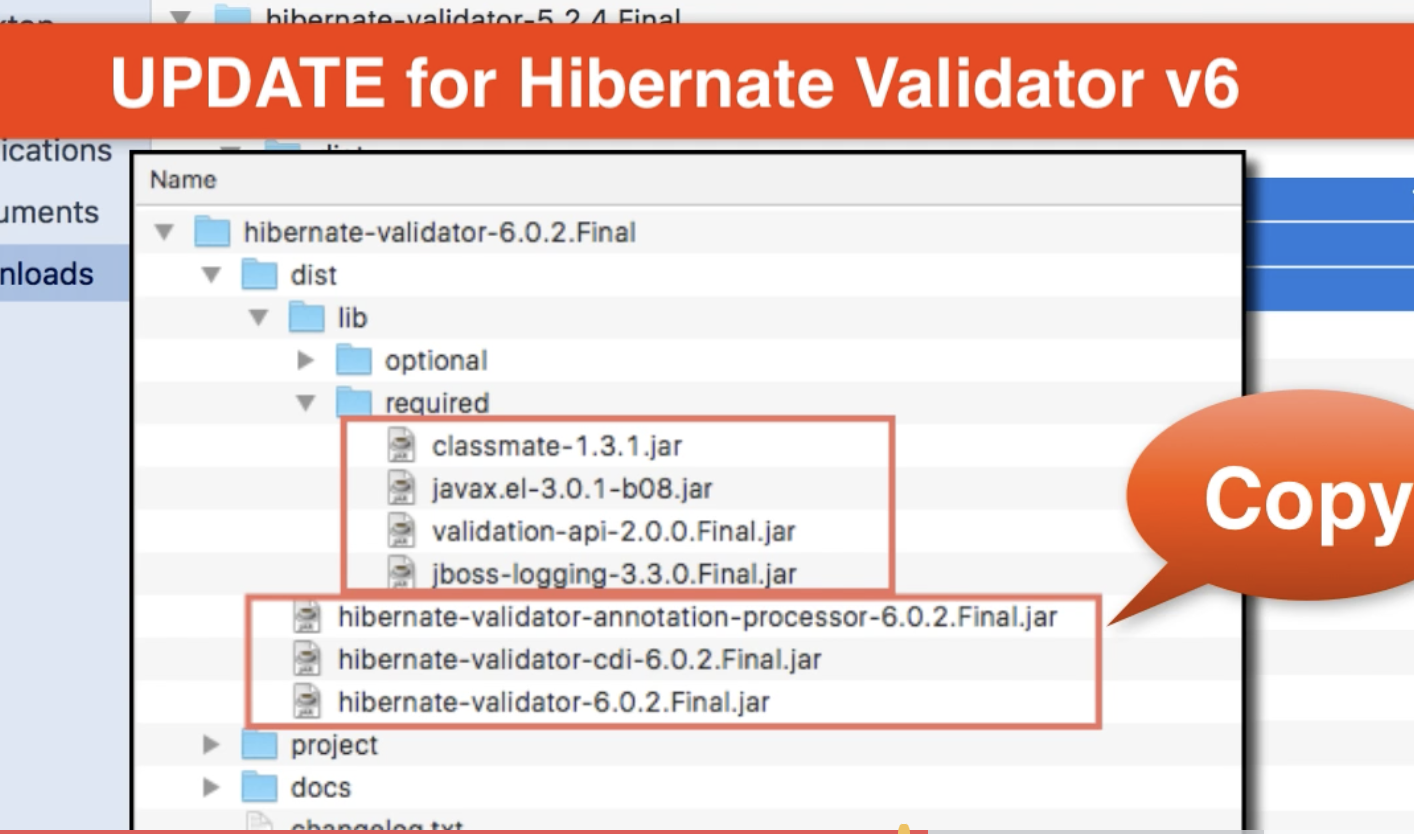 hibernate-validator-5.2.4.Final
UPDATE for Hibernate Validator v6
ications
uments
nloads
Name
hibernate-validator-6.0.2.Final
dist
lib
optional
required
classmate-1.3.1.jar
javax.el-3.0.1-b08.jar
validation-api-2.0.0.Final.jar
jboss-logging-3.3.0.Final.jar
hibernate-validator-annotation-processor-6.0.2.Final.jar
hibernate-validator-cdi-6.0.2.Final.jar
hibernate-validator-6.0.2.Final.jar
project
docs
changelog.txt
Copy